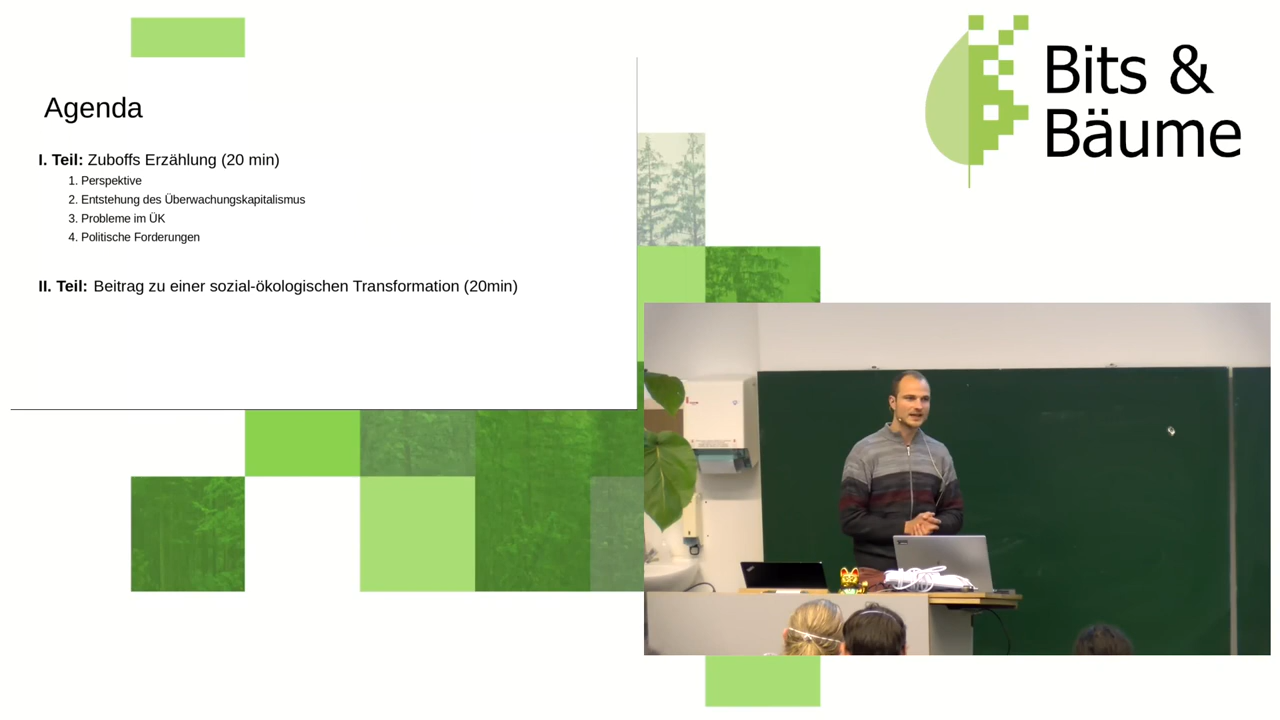 Agenda
I. Teil: Zuboffs Erzählung (20 min)
1. Perspektive
2. Entstehung des Überwachungskapitalismus
3. Probleme im ÜK
4. Politische Forderungen
II. Teil: Beitrag zu einer sozial-ökologischen Transformation (20min)
Bits &
Bäume